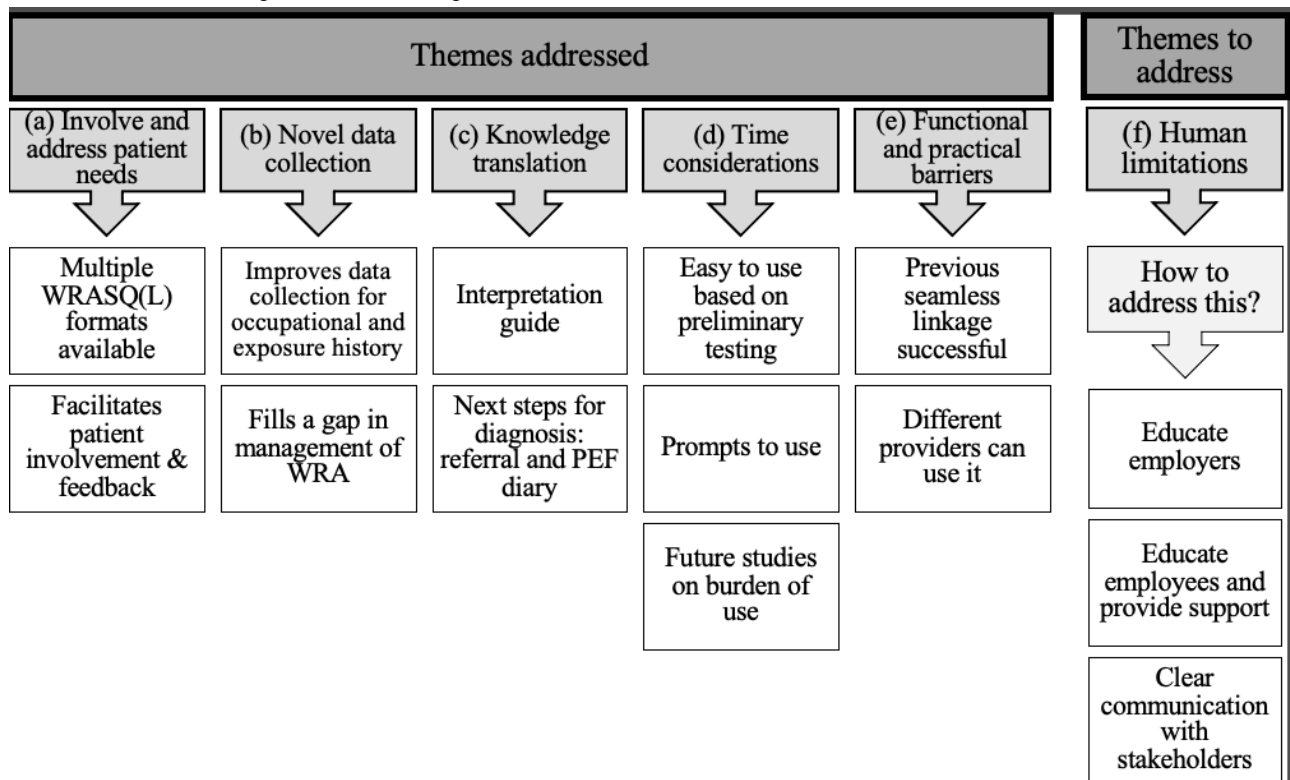 Themes addressed
Themes to
address
(a) Involve and
address patient
needs
(b) Novel data
collection
(c) Knowledge
translation
(d) Time
considerations
(e) Functional
and practical
barriers
(f) Human
limitations
Multiple
WRASQ(L)
formats
available
Improves data
collection for
occupational and
exposure history
Interpretation
guide
Easy to use
based on
preliminary
testing
Previous
seamless
linkage
successful
How to
address this?
Facilitates
patient
involvement &
feedback
Fills a gap in
management of
WRA
Next steps for
diagnosis:
referral and PEF
diary
Prompts to use
Different
providers can
use it
Educate
employers
Future studies
on burden of
use
Educate
employees and
provide support
Clear
communication
with
stakeholders